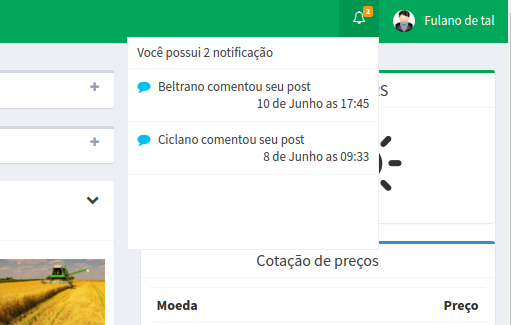 2
Fulano de tal
Você possui 2 notificação
Beltrano comentou seu post
10 de Junho as 17:45
Ciclano comentou seu post
8 de Junho as 09:33
Cotação de preços
Moeda Preço